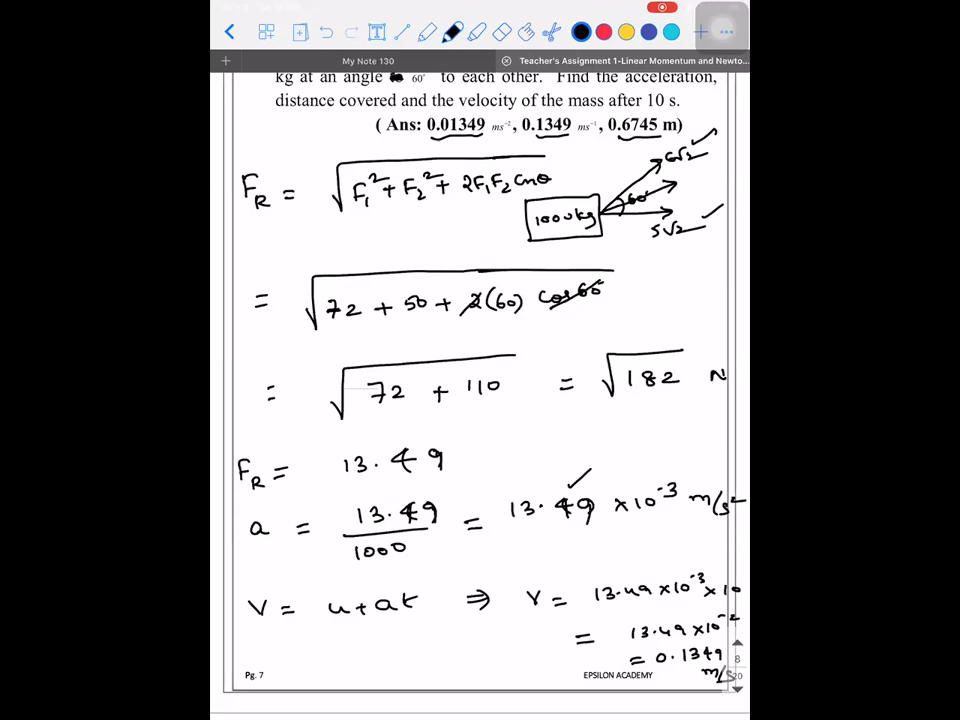 My Note 130
Teacher's Assignment 1-Linear Momentum and Newto...
kg at an angle 60° to each other. Find the acceleration,
distance covered and the velocity of the mass after 10 s.
( Ans: 0.01349 ms⁻², 0.1349 ms⁻¹, 0.6745 m)
6√2
F_R = √(F₁² + F₂² + 2F₁F₂ Cosθ)
60°
1000kg
5√2
= √(72 + 50 + 2(60) cos60°)
= √(72 + 110) = √182 N
F_R = 13.49
a = 13.49/1000 = 13.49 ×10⁻³ m/s²
V = u+at ⇒ V = 13.49×10⁻³×10
= 13.49×10⁻²
= 0.1349 m/s
8
20
Pg. 7 EPSILON ACADEMY